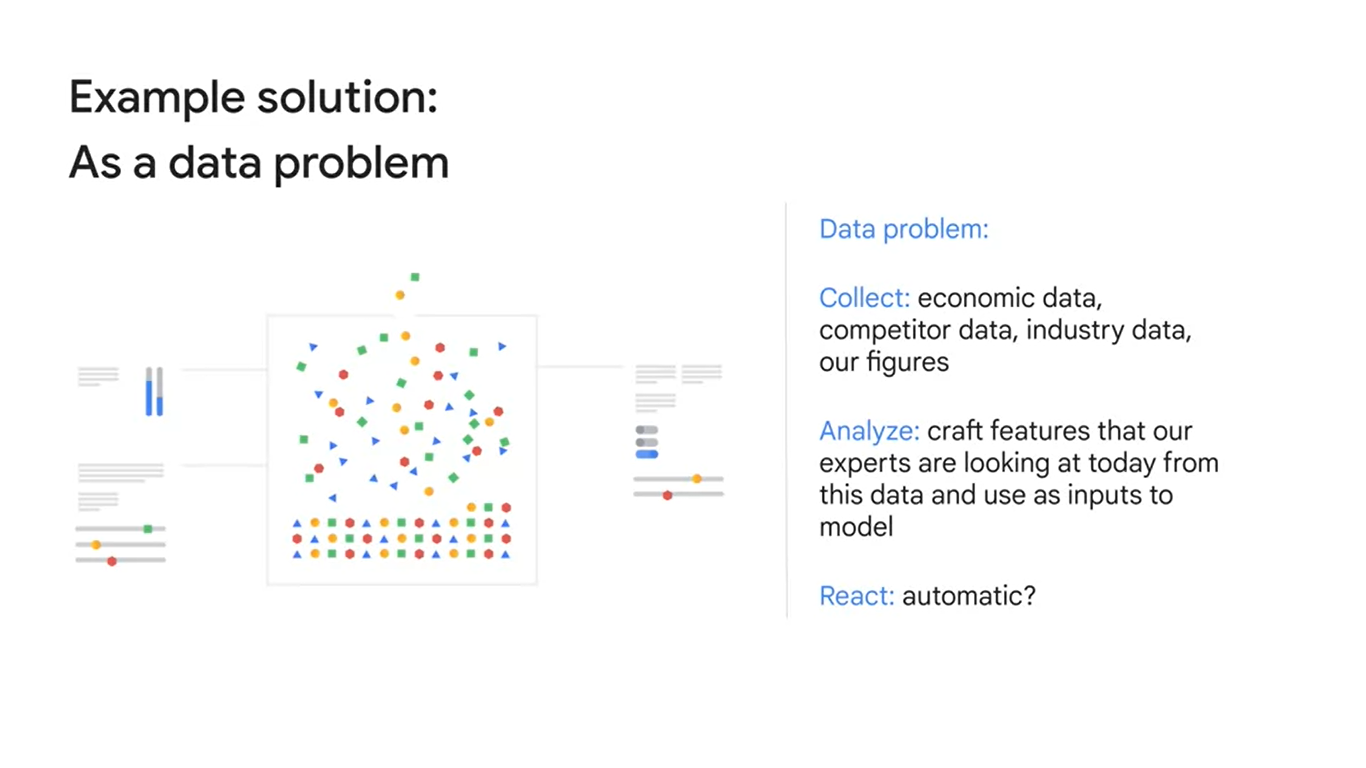 Example solution:
As a data problem
Data problem:
Collect: economic data,
competitor data, industry data,
our figures
Analyze: craft features that our
experts are looking at today from
this data and use as inputs to
model
React: automatic?